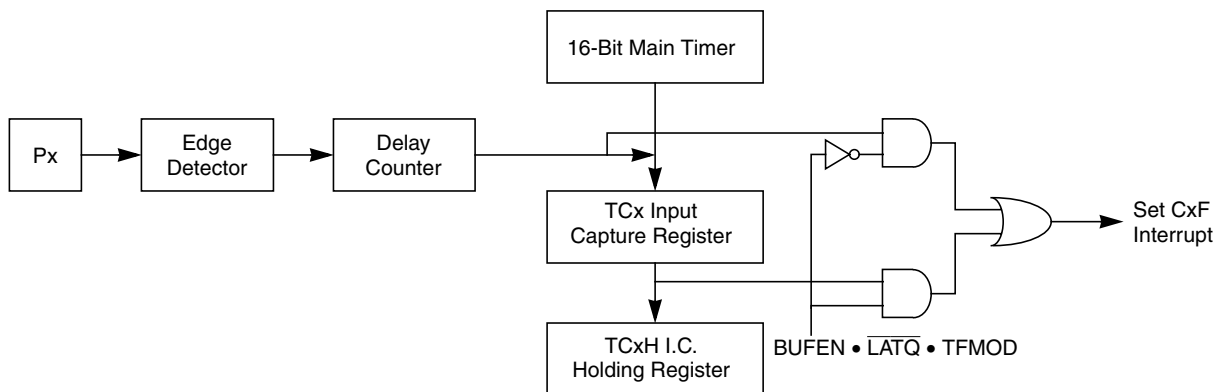 16-Bit Main Timer
Px
Edge
Detector
Delay
Counter
TCx Input
Capture Register
Set CxF
Interrupt
TCxH I.C.
Holding Register
BUFEN • L̅A̅T̅Q̅ • TFMOD